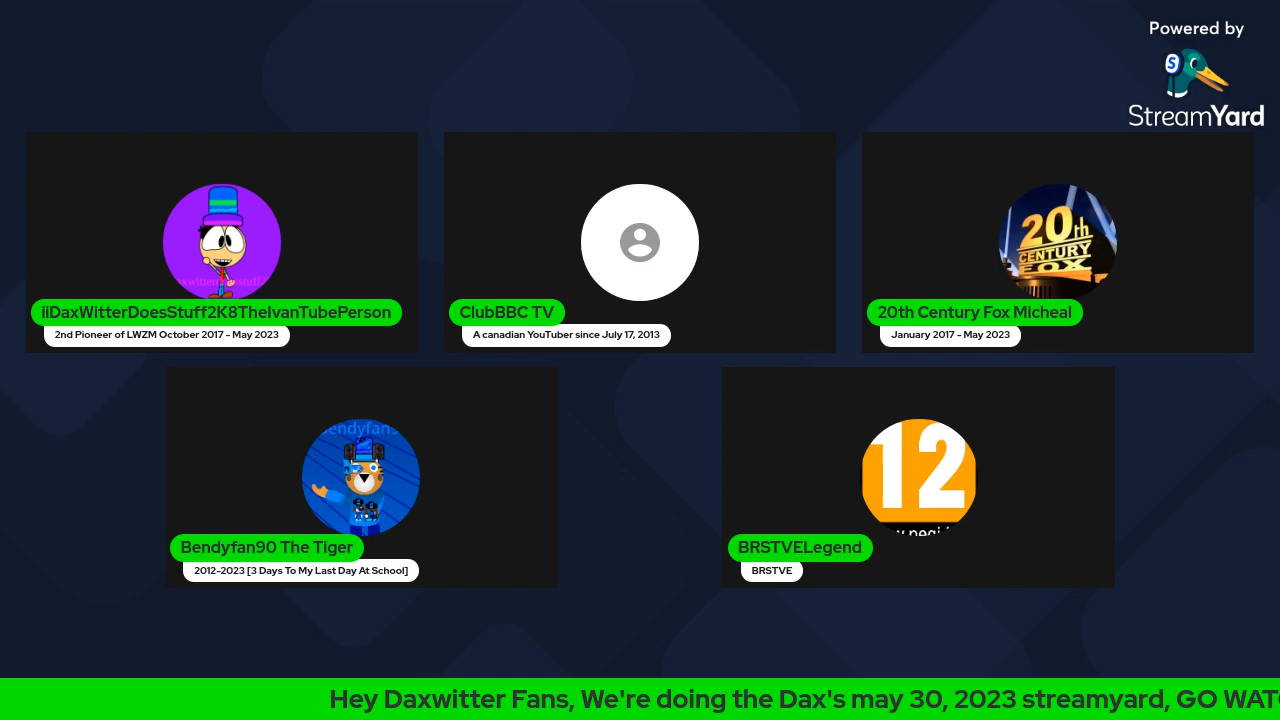 Powered by
S
StreamYard
iiDaxWitterDoesStuff2K8TheIvanTubePerson
2nd Pioneer of LWZM October 2017 - May 2023
ClubBBC TV
A canadian YouTuber since July 17, 2013
20th
CENTURY
FOX
20th Century Fox Micheal
January 2017 - May 2023
endyfans
Bendyfan90 The Tiger
2012-2023 [3 Days To My Last Day At School]
12
BRSTVELegend
BRSTVE
Hey Daxwitter Fans, We're doing the Dax's may 30, 2023 streamyard, GO WAT